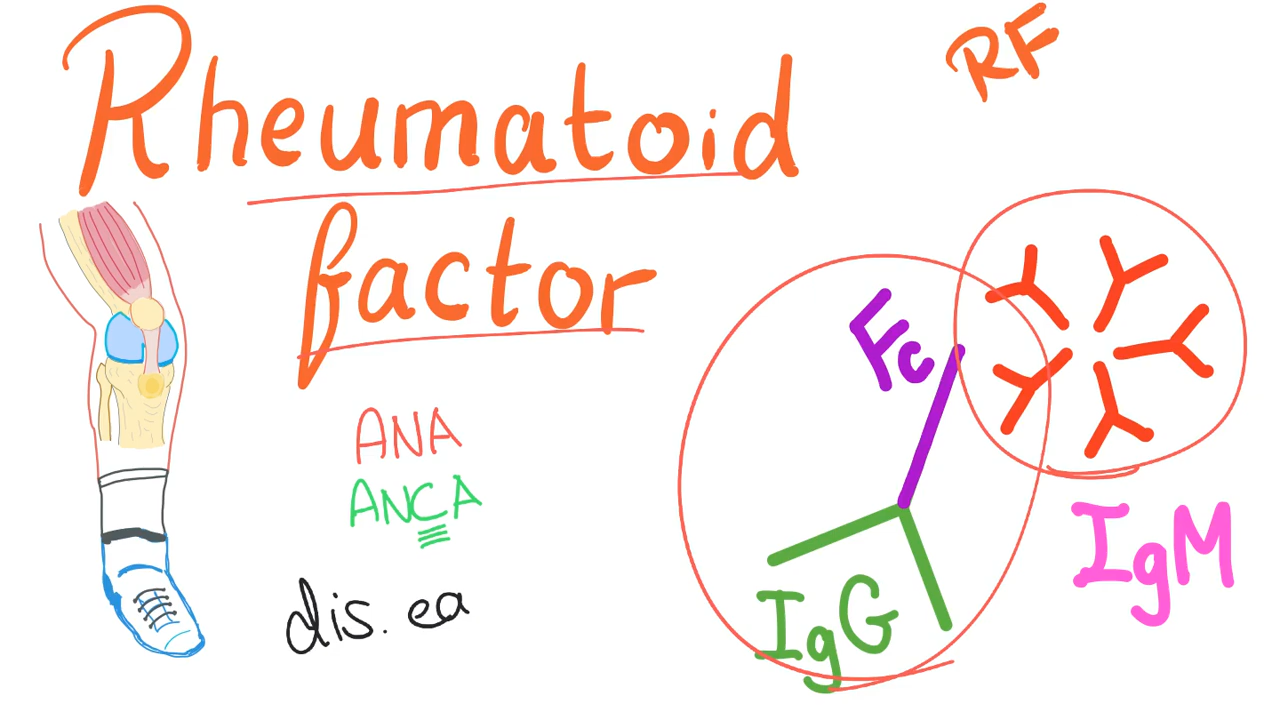 Rheumatoid
factor
RF
ANA
ANCA
dis. ea
Fc
IgG
IgM